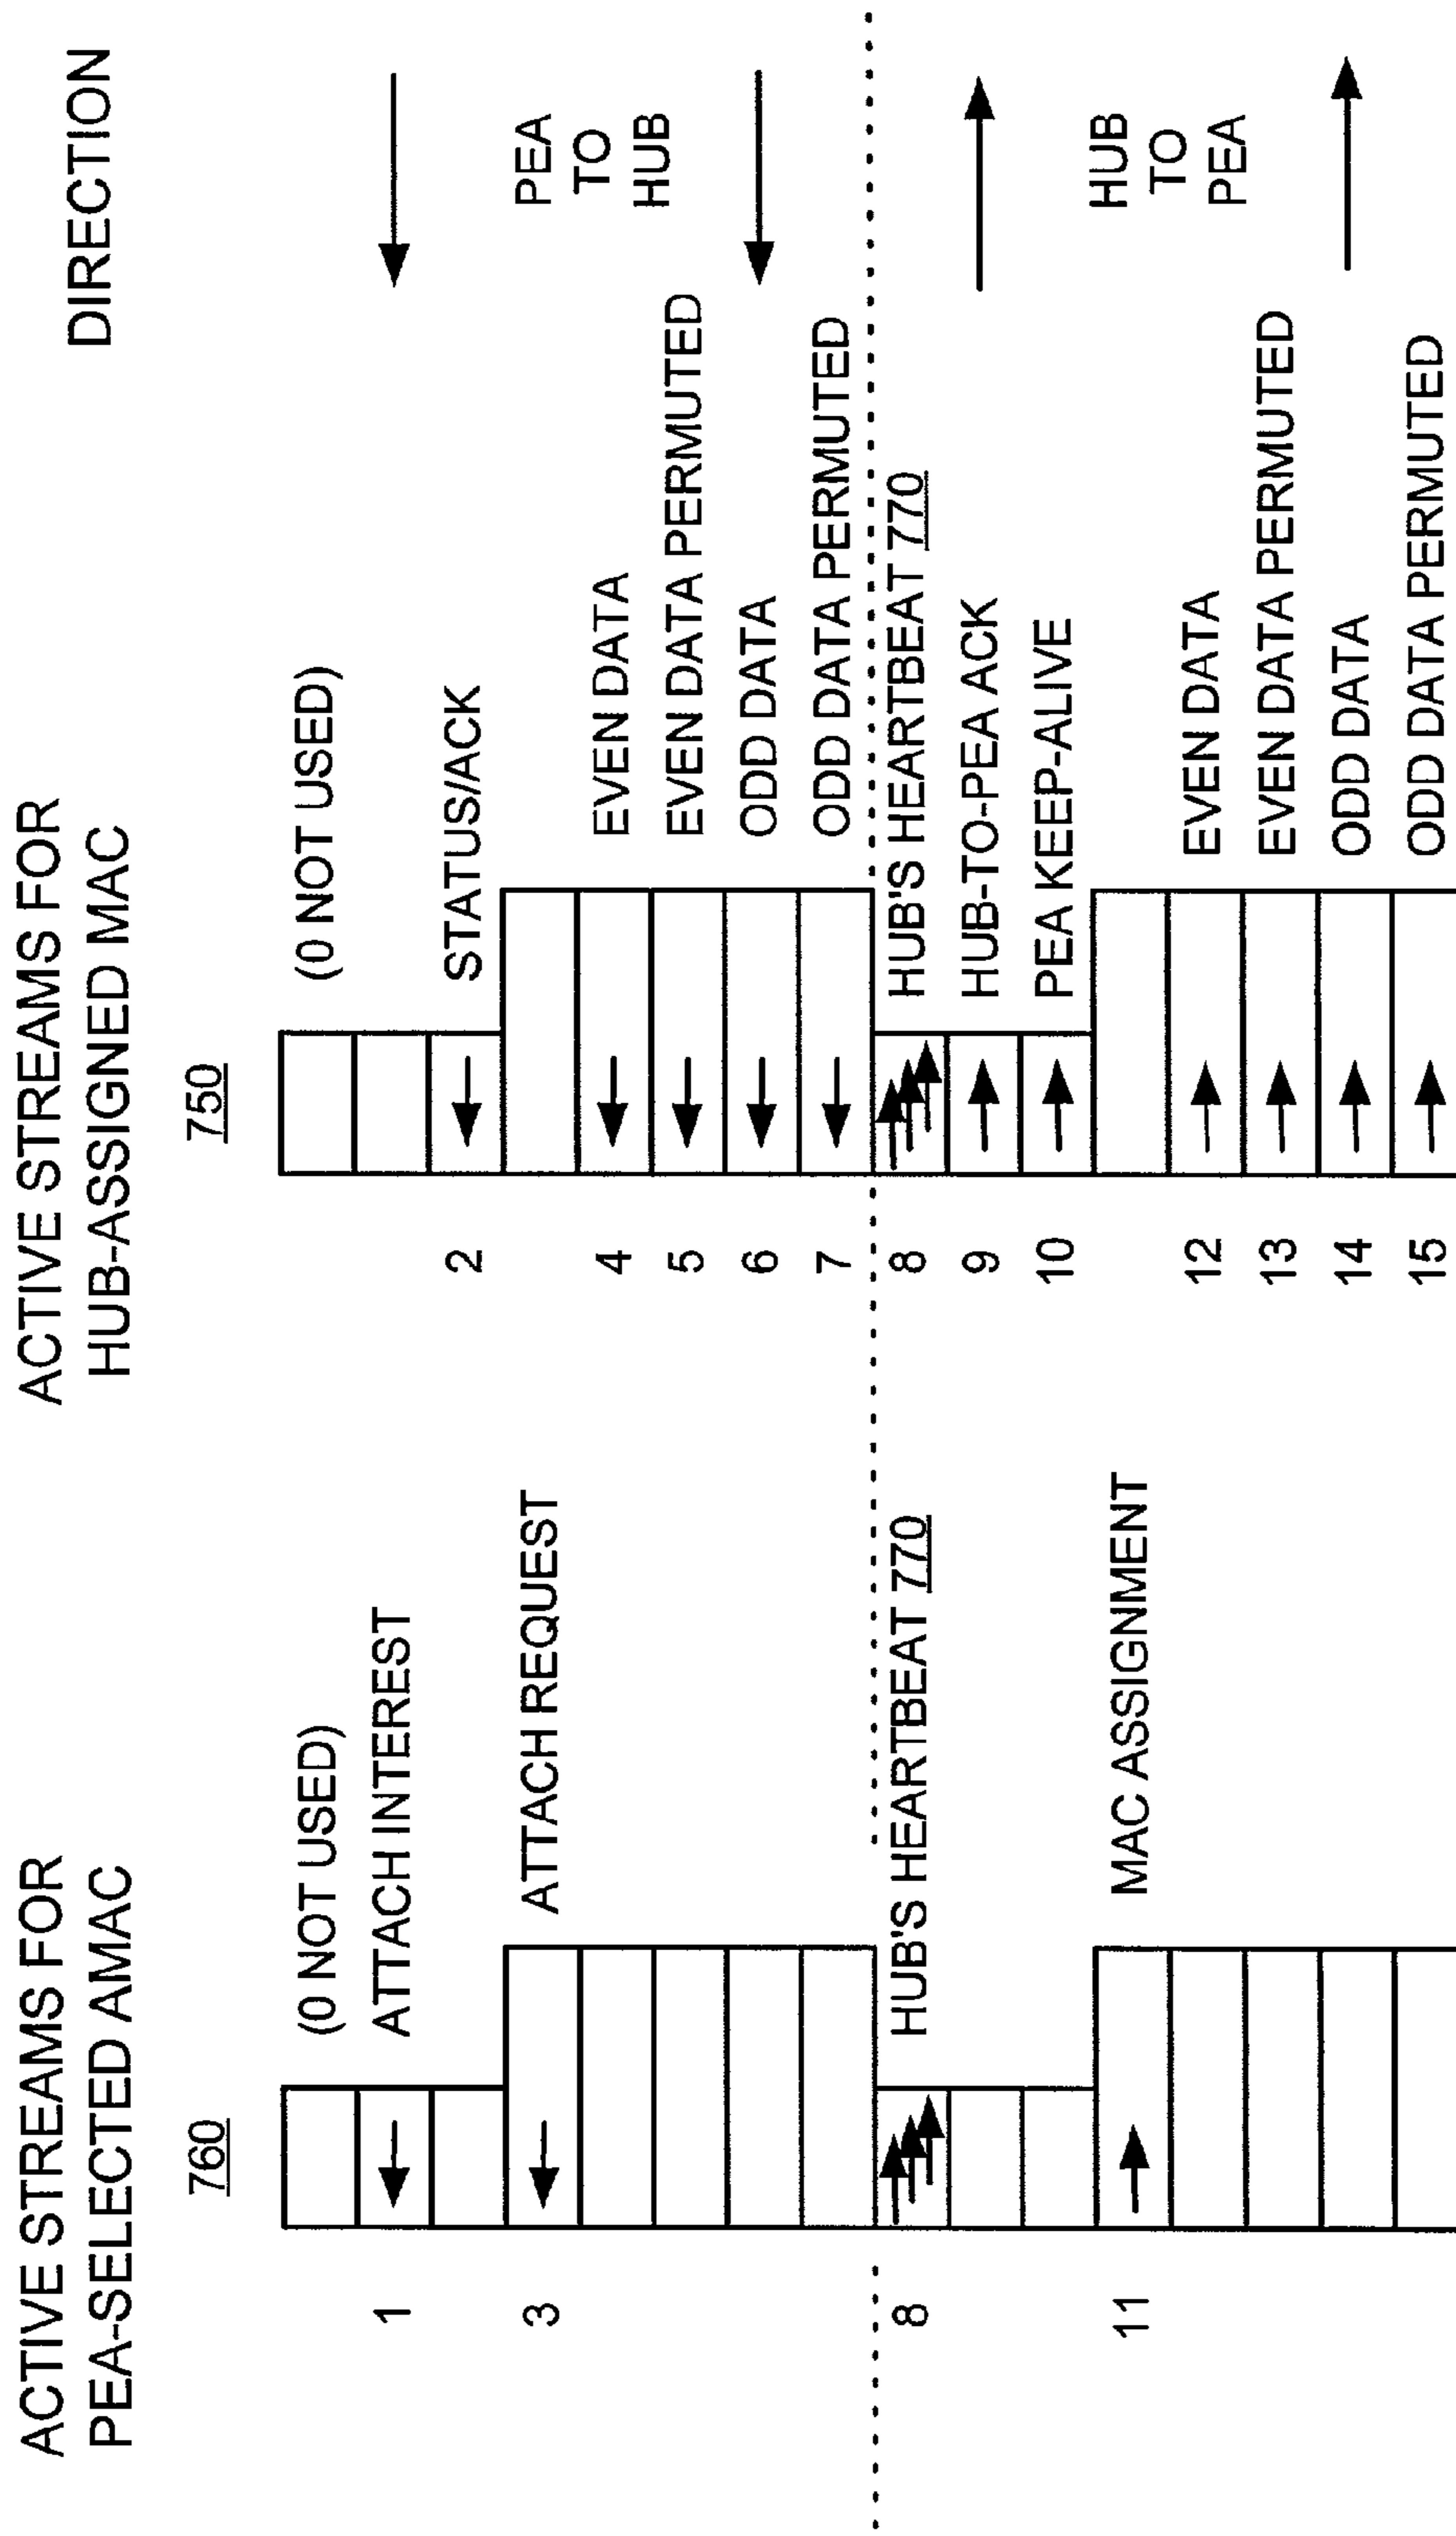 ACTIVE STREAMS FOR
PEA-SELECTED AMAC
760
(0 NOT USED)
1
ATTACH INTEREST
3
ATTACH REQUEST
8
HUB'S HEARTBEAT 770
11
MAC ASSIGNMENT
ACTIVE STREAMS FOR
HUB-ASSIGNED MAC
750
(0 NOT USED)
2
STATUS/ACK
4
EVEN DATA
5
EVEN DATA PERMUTED
6
ODD DATA
7
ODD DATA PERMUTED
8
HUB'S HEARTBEAT 770
9
HUB-TO-PEA ACK
10
PEA KEEP-ALIVE
12
EVEN DATA
13
EVEN DATA PERMUTED
14
ODD DATA
15
ODD DATA PERMUTED
DIRECTION
PEA
TO
HUB
HUB
TO
PEA